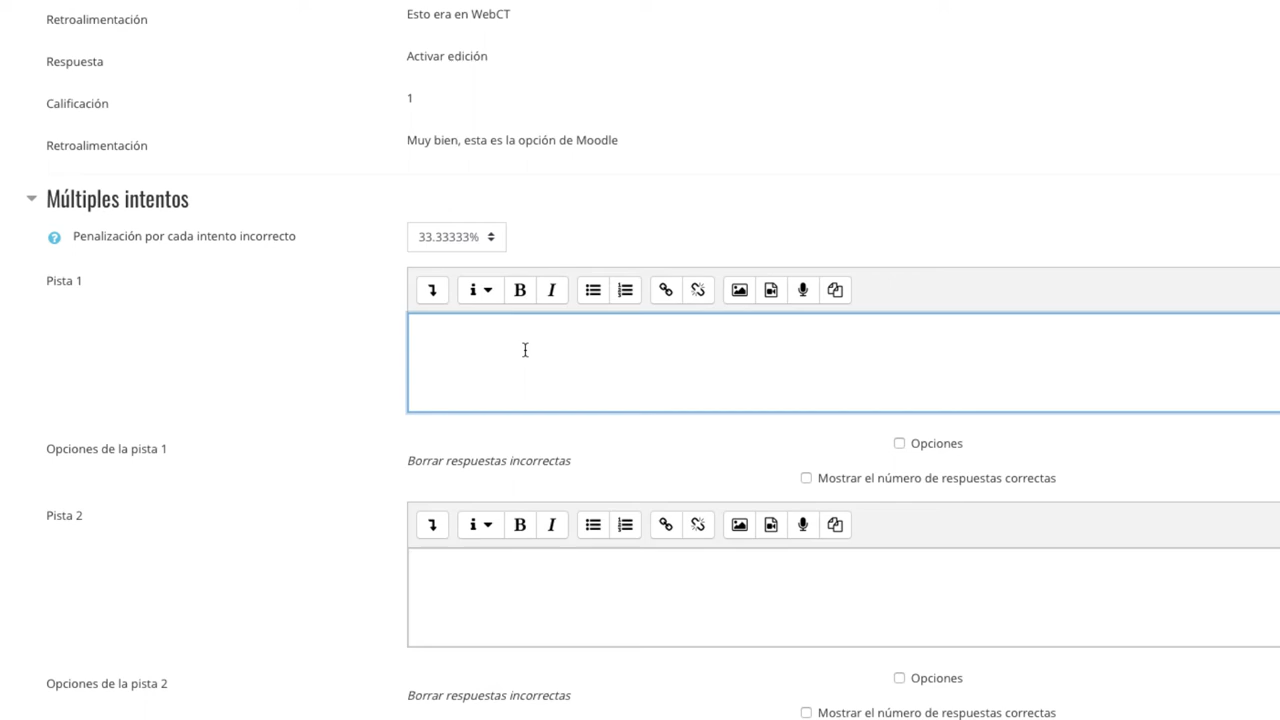 Retroalimentación Esto era en WebCT
Respuesta Activar edición
Calificación 1
Retroalimentación Muy bien, esta es la opción de Moodle
Múltiples intentos
Penalización por cada intento incorrecto 33.33333%
Pista 1
Opciones de la pista 1 Opciones
Borrar respuestas incorrectas
Mostrar el número de respuestas correctas
Pista 2
Opciones de la pista 2 Opciones
Borrar respuestas incorrectas
Mostrar el número de respuestas correctas